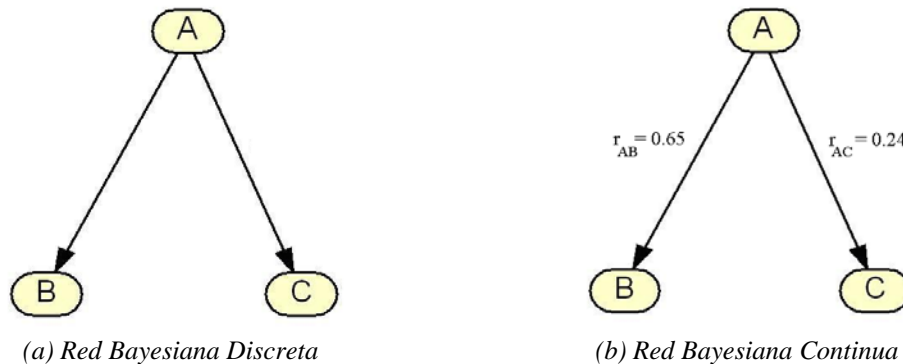 A
A
r_AB = 0.65
r_AC = 0.24
B
C
B
C
(a) Red Bayesiana Discreta
(b) Red Bayesiana Continua